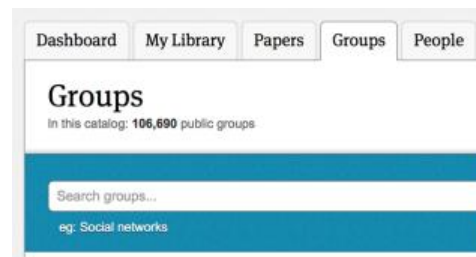 Dashboard My Library Papers Groups People
Groups
In this catalog: 106,690 public groups
Search groups...
eg: Social networks